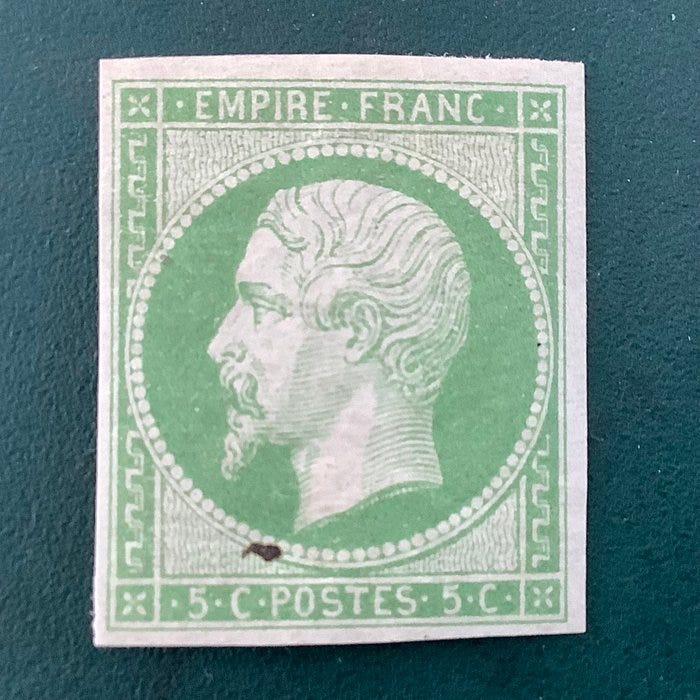 · EMPIRE · FRANC ·
· 5 · C · POSTES · 5 · C ·